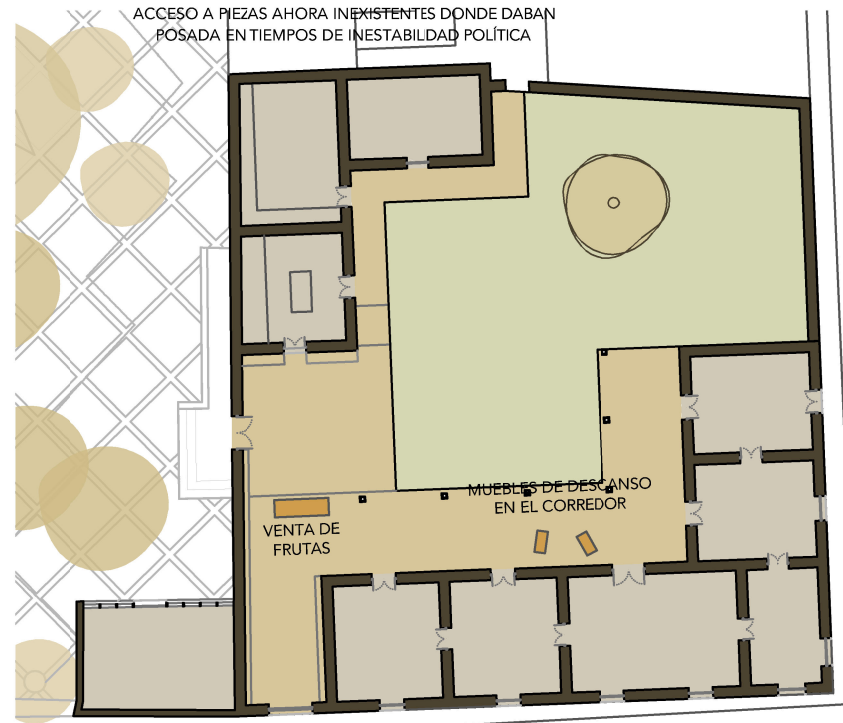 ACCESO A PIEZAS AHORA INEXISTENTES DONDE DABAN
POSADA EN TIEMPOS DE INESTABILDAD POLÍTICA
MUEBLES DE DESCANSO
EN EL CORREDOR
VENTA DE
FRUTAS